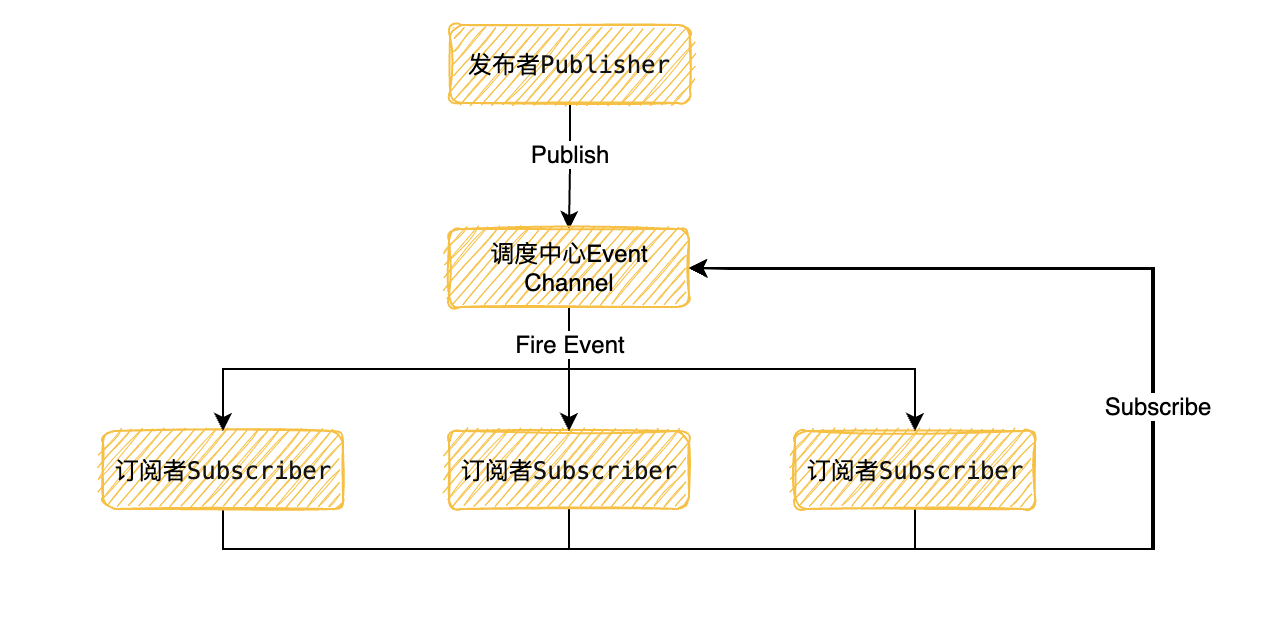 发布者Publisher
Publish
调度中心Event
Channel
Fire Event
Subscribe
订阅者Subscriber
订阅者Subscriber
订阅者Subscriber